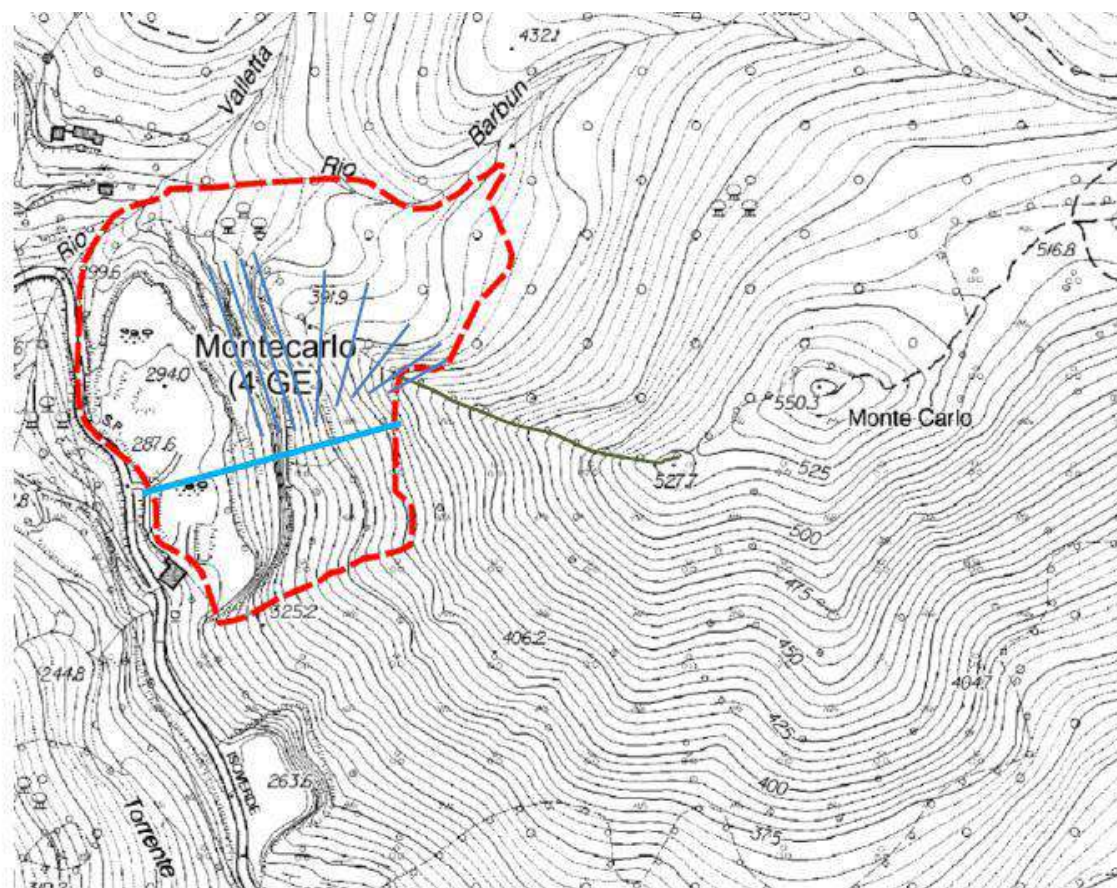 432.1
Valletta
Barbun
Rio
Rio
516.8
299.6
391.9
Montecarlo
(4 GE)
294.0
550.3
Monte Carlo
S.P.
287.6
527.7
525
500
475
325.2
406.2
450
244.8
404.7
425
ISOVERDE
263.6
400
375
Torrente